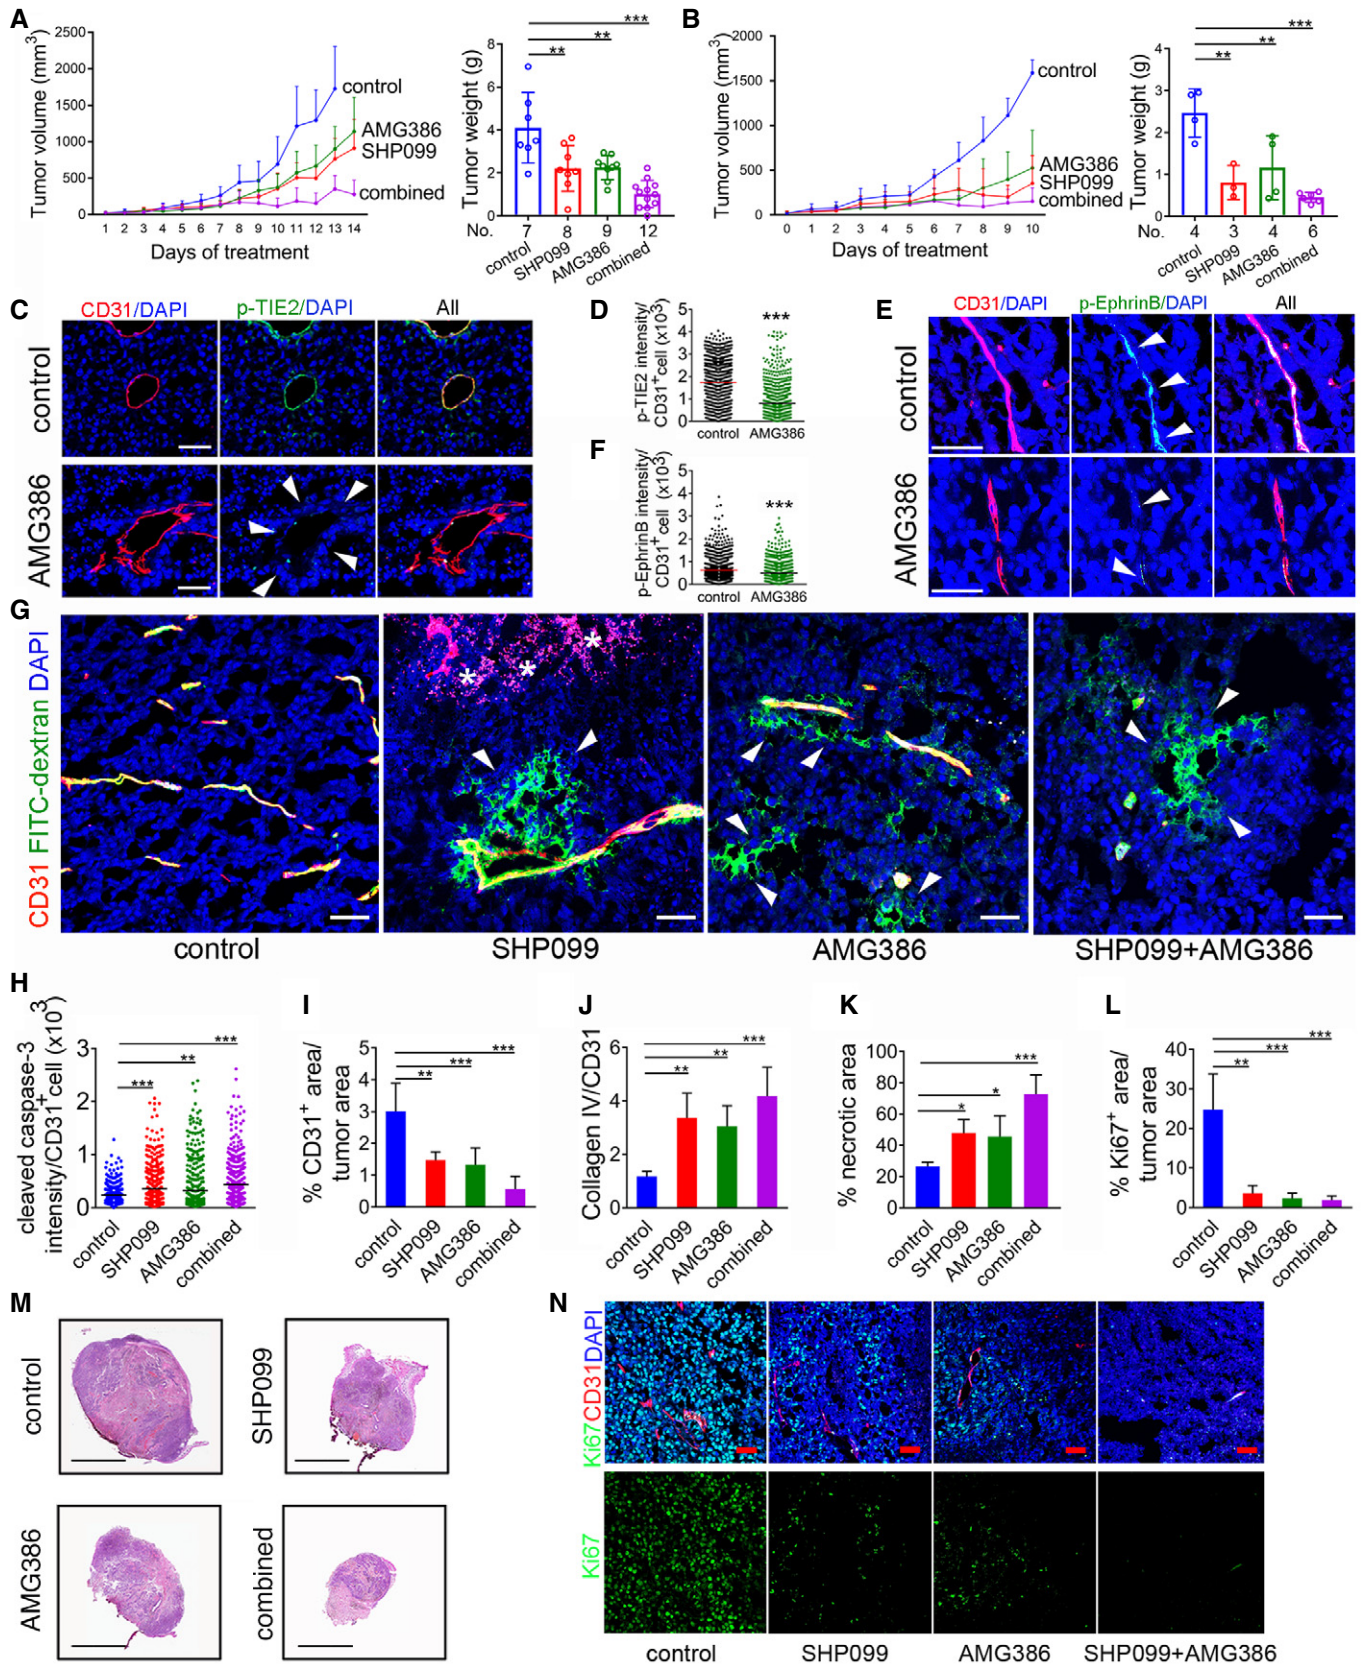 A
Tumor volume (mm3)
2500
2000
1500
1000
500
0
1 2 3 4 5 6 7 8 9 10 11 12 13 14
Days of treatment
control
AMG386
SHP099
combined
Tumor weight (g)
8
6
4
2
0
***
**
**
No. 7 8 9 12
control
SHP099
AMG386
combined
B
Tumor volume (mm3)
2000
1500
1000
500
0
0 1 2 3 4 5 6 7 8 9 10
Days of treatment
control
AMG386
SHP099
combined
Tumor weight (g)
4
3
2
1
0
***
**
**
No. 4 3 4 6
control
SHP099
AMG386
combined
C
CD31/DAPI
p-TIE2/DAPI
All
control
AMG386
D
p-TIE2 intensity/
CD31+cell (x103)
5
4
3
2
1
0
***
control AMG386
E
CD31/DAPI
p-EphrinB/DAPI
All
control
AMG386
F
p-EphrinB intensity/
CD31+cell (x103)
5
4
3
2
1
0
***
control AMG386
G
CD31 FITC-dextran DAPI
* * *
control
SHP099
AMG386
SHP099+AMG386
H
cleaved caspase-3
intensity/CD31+cell (x103)
3
2
1
0
***
**
***
control
SHP099
AMG386
combined
I
% CD31+ area/
tumor area
5
4
3
2
1
0
***
***
**
control
SHP099
AMG386
combined
J
Collagen IV/CD31
6
4
2
0
***
**
**
control
SHP099
AMG386
combined
K
% necrotic area
100
80
60
40
20
0
***
*
*
control
SHP099
AMG386
combined
L
% Ki67+ area/
tumor area
40
30
20
10
0
***
***
**
control
SHP099
AMG386
combined
M
control
SHP099
AMG386
combined
N
Ki67CD31DAPI
Ki67
control
SHP099
AMG386
SHP099+AMG386